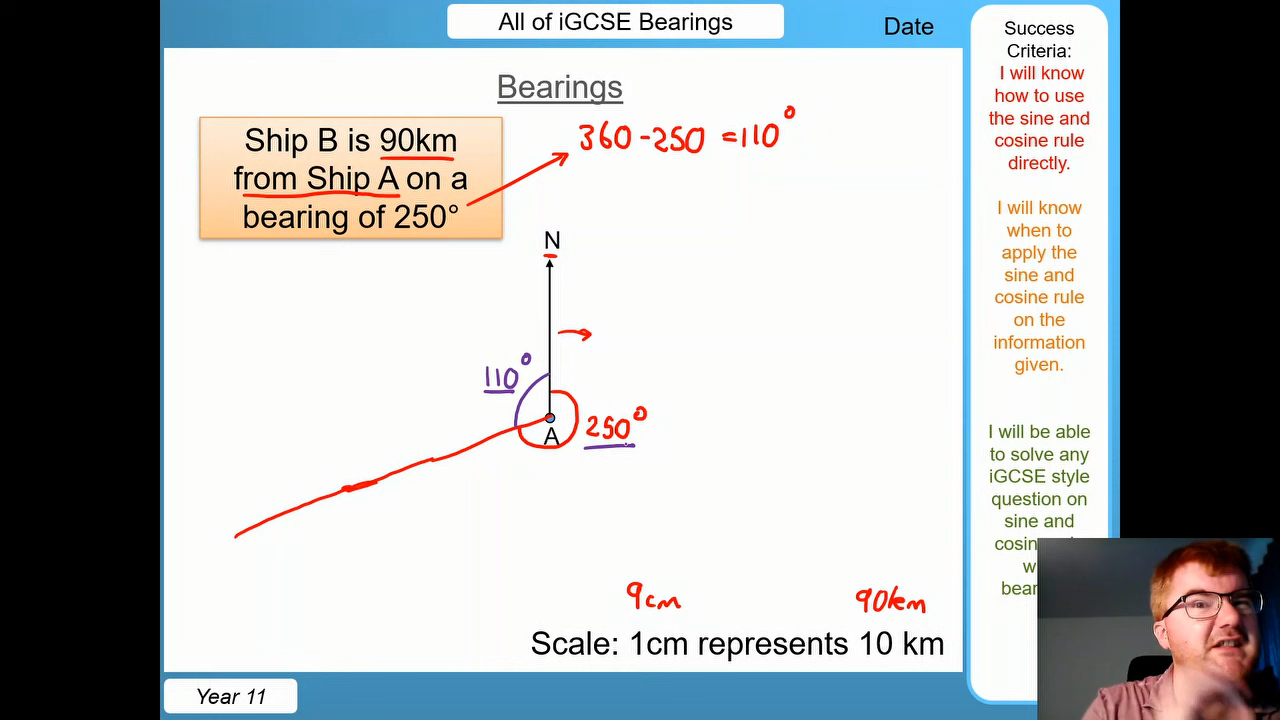 All of iGCSE Bearings
Date
Bearings
Ship B is 90km
from Ship A on a
bearing of 250°
360 - 250 = 110°
N
110°
A
250°
9cm
90km
Scale: 1cm represents 10 km
Year 11
Success
Criteria:
I will know
how to use
the sine and
cosine rule
directly.
I will know
when to
apply the
sine and
cosine rule
on the
information
given.
I will be able
to solve any
iGCSE style
question on
sine and